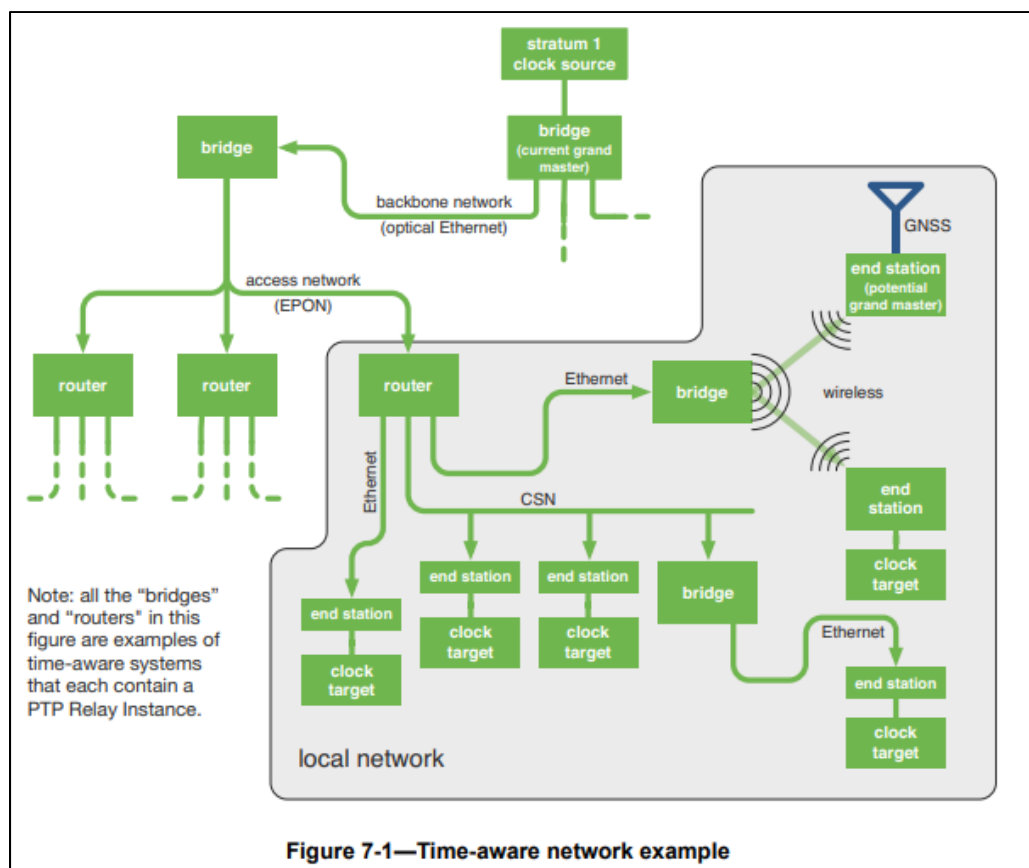 stratum 1
clock source
bridge
(current grand
master)
bridge
backbone network
(optical Ethernet)
GNSS
end station
(potential
grand master)
access network
(EPON)
router
router
router
Ethernet
bridge
wireless
Ethernet
CSN
end
station
clock
target
end station
clock
target
end station
clock
target
bridge
end station
clock
target
Ethernet
end station
clock
target
Note: all the “bridges”
and “routers" in this
figure are examples of
time-aware systems
that each contain a
PTP Relay Instance.
local network
Figure 7-1—Time-aware network example